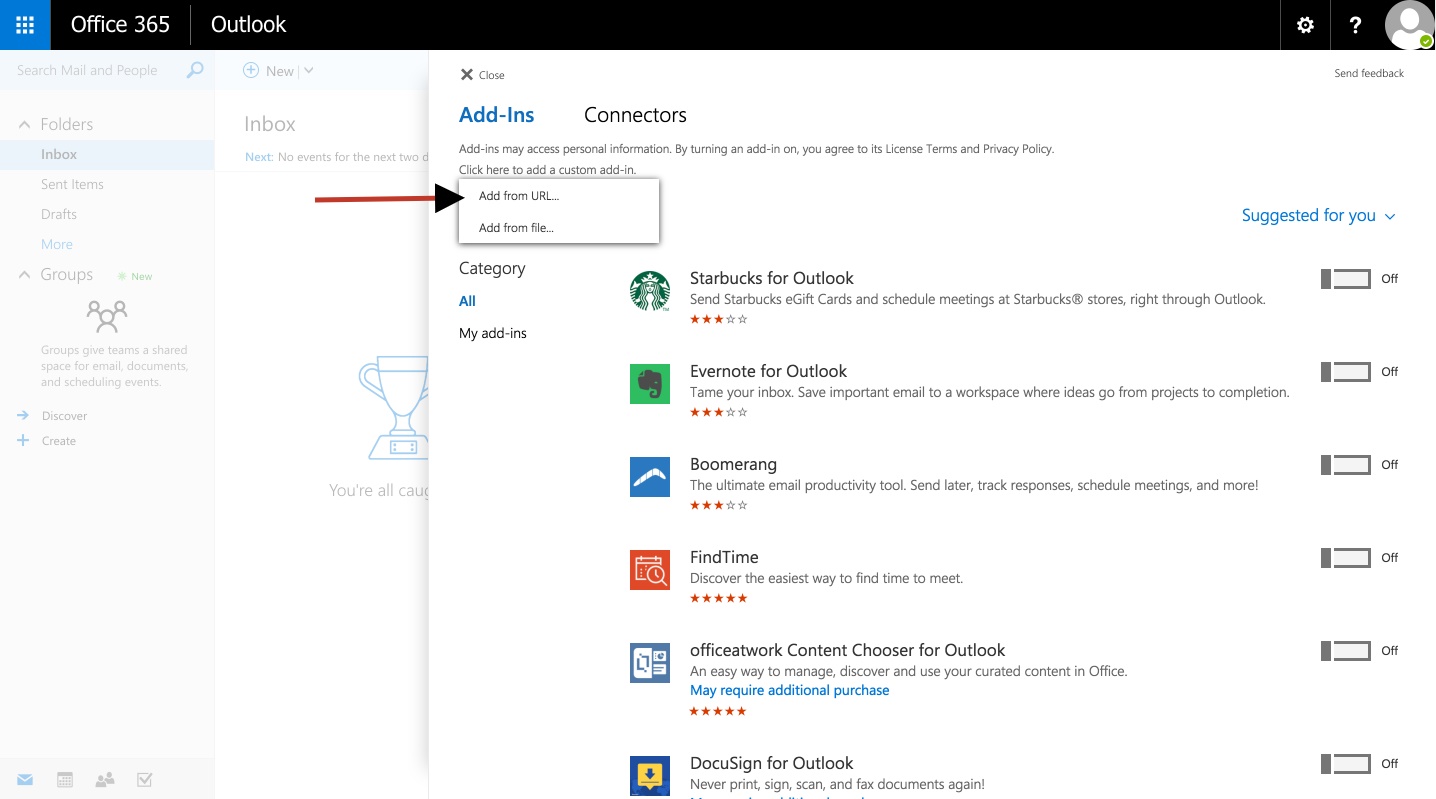 Office 365
Outlook
Search Mail and People
New
Close
Send feedback
Add-Ins
Connectors
Folders
Inbox
Sent Items
Drafts
More
Groups
New
Groups give teams a shared
space for email, documents,
and scheduling events.
Discover
Create
Inbox
Next: No events for the next two d
You're all caug
Add-ins may access personal information. By turning an add-in on, you agree to its License Terms and Privacy Policy.
Click here to add a custom add-in.
Add from URL...
Add from file...
Suggested for you
Category
All
My add-ins
Starbucks for Outlook
Send Starbucks eGift Cards and schedule meetings at Starbucks® stores, right through Outlook.
Off
Evernote for Outlook
Tame your inbox. Save important email to a workspace where ideas go from projects to completion.
Off
Boomerang
The ultimate email productivity tool. Send later, track responses, schedule meetings, and more!
Off
FindTime
Discover the easiest way to find time to meet.
Off
officeatwork Content Chooser for Outlook
An easy way to manage, discover and use your curated content in Office.
May require additional purchase
Off
DocuSign for Outlook
Never print, sign, scan, and fax documents again!
Off